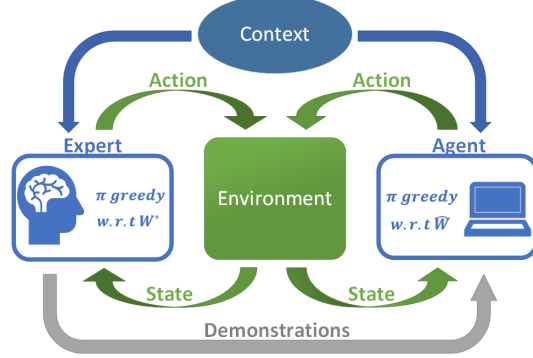 Context
Action
Action
Expert
Agent
π greedy
w.r.t W*
Environment
π greedy
w.r.t Ŵ
State
State
Demonstrations